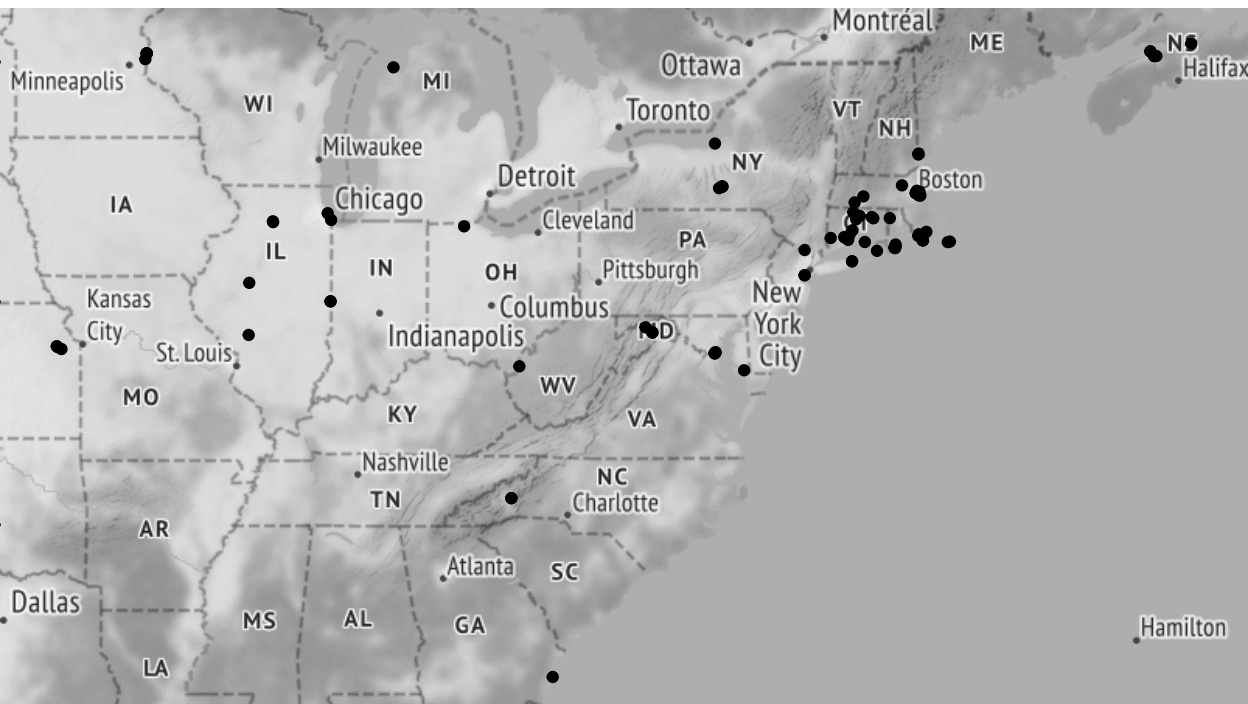 Montréal
ME
NS
Ottawa
Halifax
Minneapolis
MI
WI
Toronto
VT
NH
Milwaukee
NY
Detroit
Boston
IA
Chicago
Cleveland
CT
IL
PA
IN
OH
Pittsburgh
Kansas
City
Columbus
New
York
City
Indianapolis
MD
St. Louis
WV
MO
KY
VA
Nashville
NC
TN
Charlotte
AR
Atlanta
SC
Dallas
MS
AL
GA
Hamilton
LA